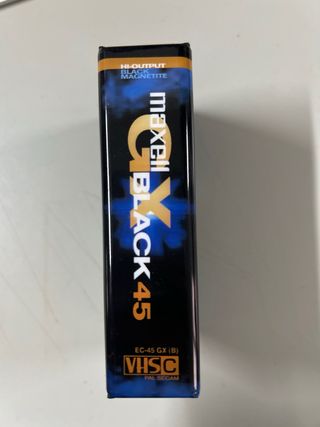 HI-OUTPUT
BLACK
MAGNETITE
maxell
GX
BLACK 45
EC-45 GX (B)
VHSC
PAL SECAM